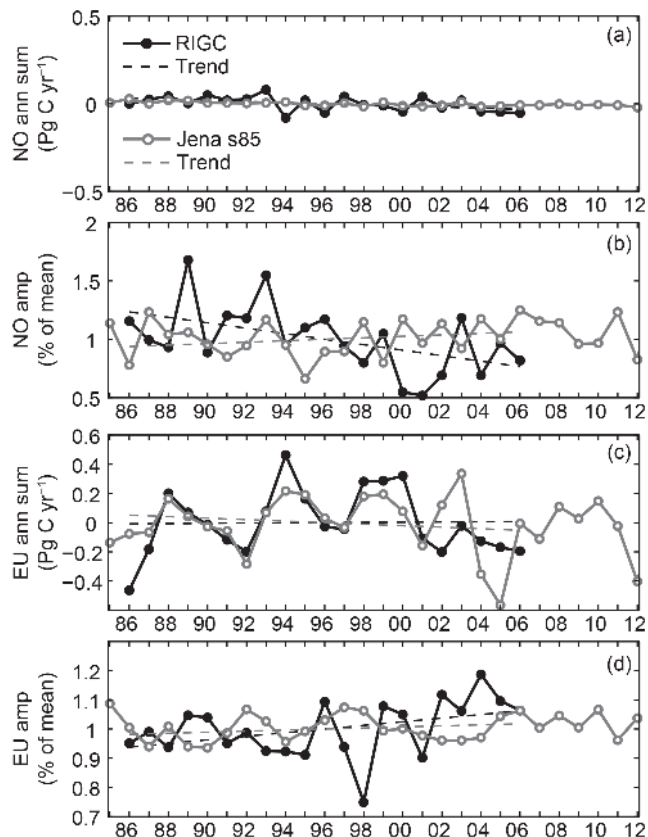 NO ann sum
(Pg C yr⁻¹)
0.5
0
−0.5
RIGC
Trend
Jena s85
Trend
(a)
86 88 90 92 94 96 98 00 02 04 06 08 10 12
NO amp
(% of mean)
2
1.5
1
0.5
(b)
86 88 90 92 94 96 98 00 02 04 06 08 10 12
EU ann sum
(Pg C yr⁻¹)
0.6
0.4
0.2
0
−0.2
−0.4
(c)
86 88 90 92 94 96 98 00 02 04 06 08 10 12
EU amp
(% of mean)
1.2
1.1
1
0.9
0.8
0.7
(d)
86 88 90 92 94 96 98 00 02 04 06 08 10 12